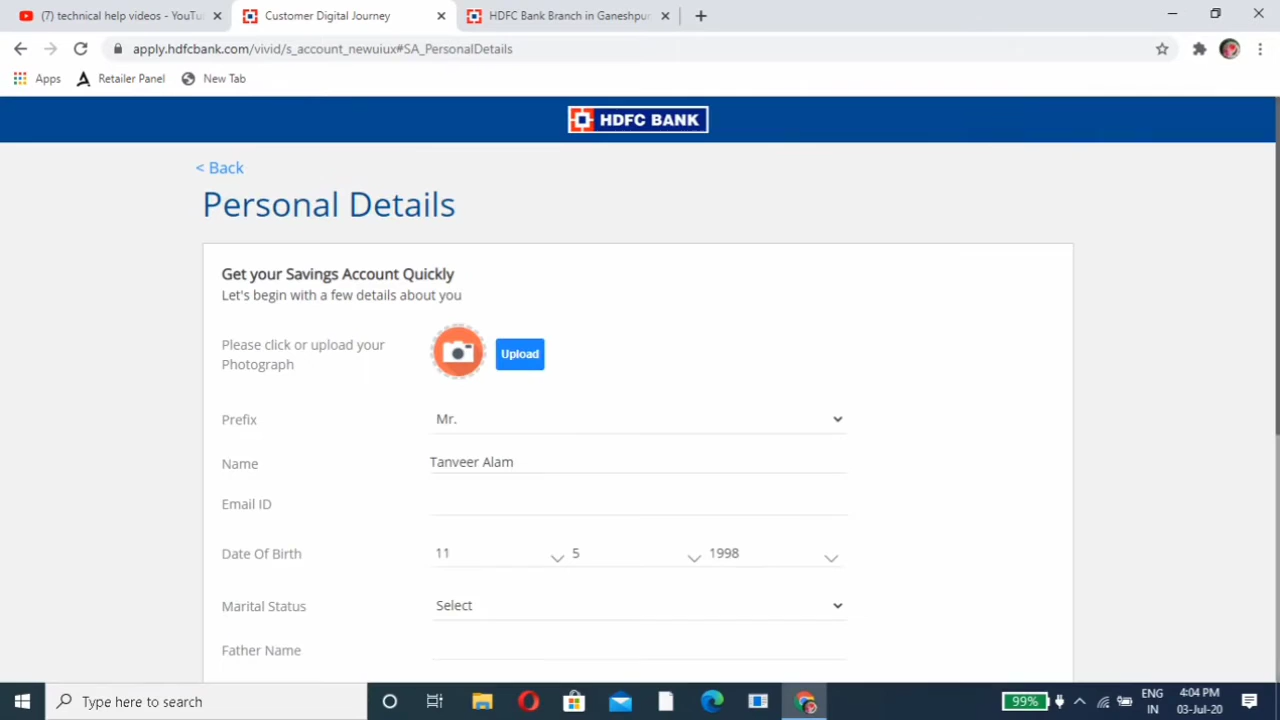 (7) technical help videos - YouTu
Customer Digital Journey
HDFC Bank Branch in Ganeshpur
apply.hdfcbank.com/vivid/s_account_newuiux#SA_PersonalDetails
Apps
Retailer Panel
New Tab
HDFC BANK
< Back
Personal Details
Get your Savings Account Quickly
Let's begin with a few details about you
Please click or upload your
Photograph
Upload
Prefix
Mr.
Name
Tanveer Alam
Email ID
Date Of Birth
11
5
1998
Marital Status
Select
Father Name
Type here to search
99%
ENG
IN
4:04 PM
03-Jul-20